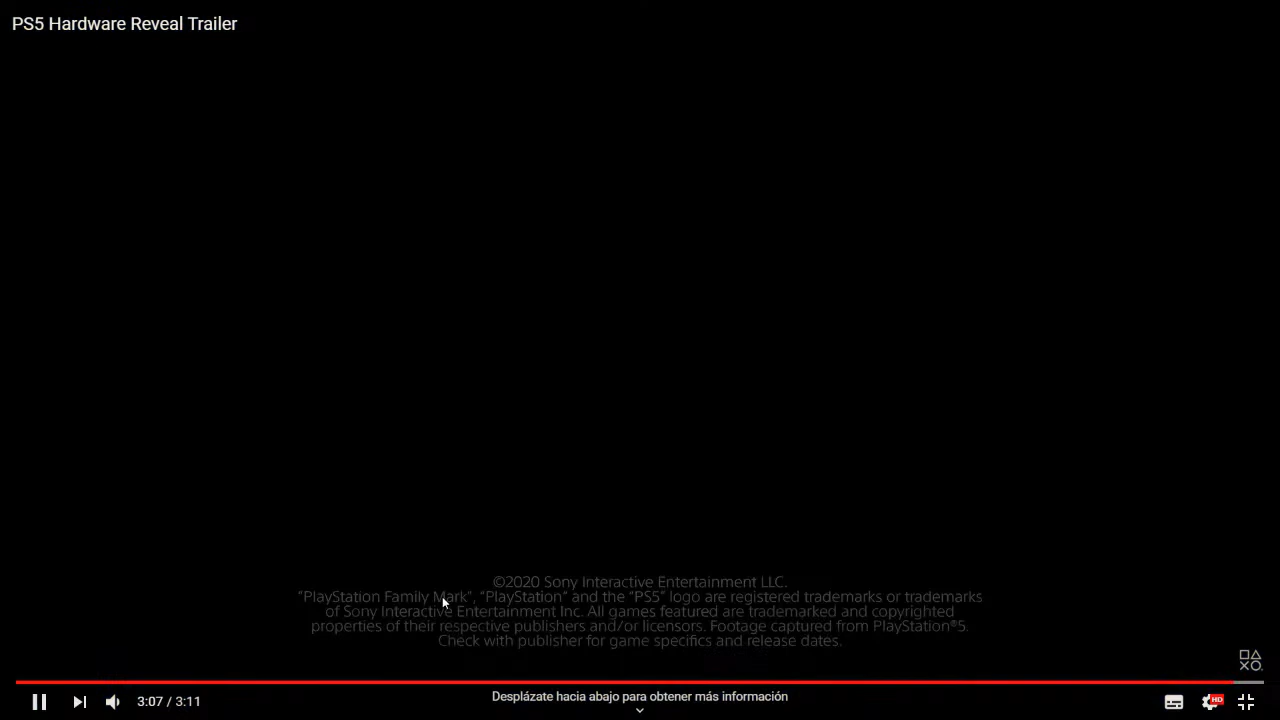 PS5 Hardware Reveal Trailer
©2020 Sony Interactive Entertainment LLC.
“PlayStation Family Mark”, “PlayStation” and the “PS5” logo are registered trademarks or trademarks
of Sony Interactive Entertainment Inc. All games featured are trademarked and copyrighted
properties of their respective publishers and/or licensors. Footage captured from PlayStation®5.
Check with publisher for game specifics and release dates.
3:07 / 3:11
Desplázate hacia abajo para obtener más información
HD